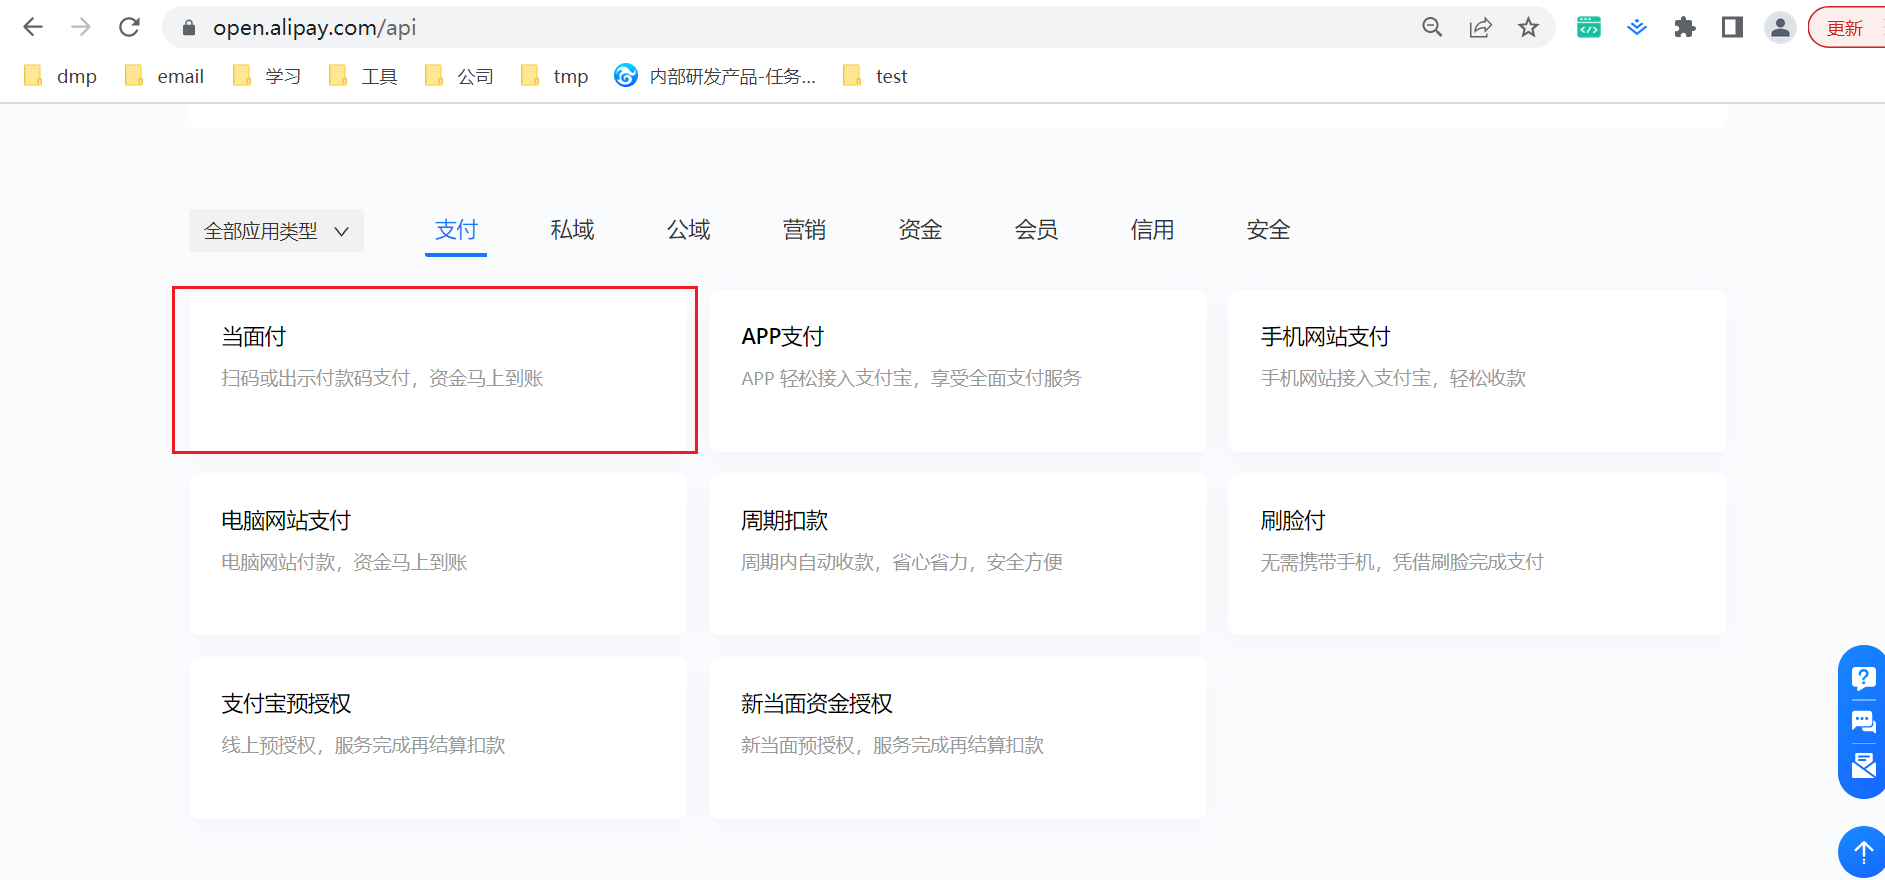 open.alipay.com/api
更新
dmp
email
学习
工具
公司
tmp
内部研发产品-任务...
test
全部应用类型
支付
私域
公域
营销
资金
会员
信用
安全
当面付
扫码或出示付款码支付，资金马上到账
APP支付
APP 轻松接入支付宝，享受全面支付服务
手机网站支付
手机网站接入支付宝，轻松收款
电脑网站支付
电脑网站付款，资金马上到账
周期扣款
周期内自动收款，省心省力，安全方便
刷脸付
无需携带手机，凭借刷脸完成支付
支付宝预授权
线上预授权，服务完成再结算扣款
新当面资金授权
新当面预授权，服务完成再结算扣款